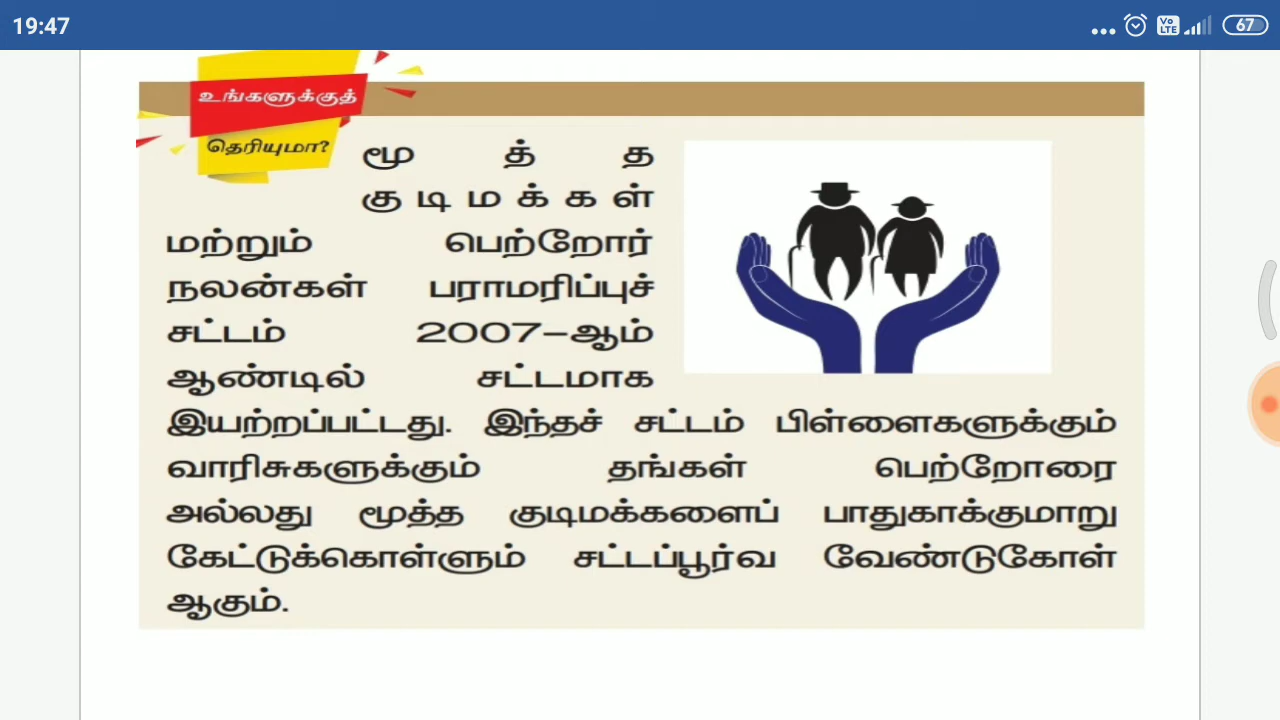 19:47
Vo LTE
67
உங்களுக்குத்
தெரியுமா?
மூத்த
குடிமக்கள்
மற்றும் பெற்றோர்
நலன்கள் பராமரிப்புச்
சட்டம் 2007–ஆம்
ஆண்டில் சட்டமாக
இயற்றப்பட்டது. இந்தச் சட்டம் பிள்ளைகளுக்கும்
வாரிசுகளுக்கும் தங்கள் பெற்றோரை
அல்லது மூத்த குடிமக்களைப் பாதுகாக்குமாறு
கேட்டுக்கொள்ளும் சட்டப்பூர்வ வேண்டுகோள்
ஆகும்.